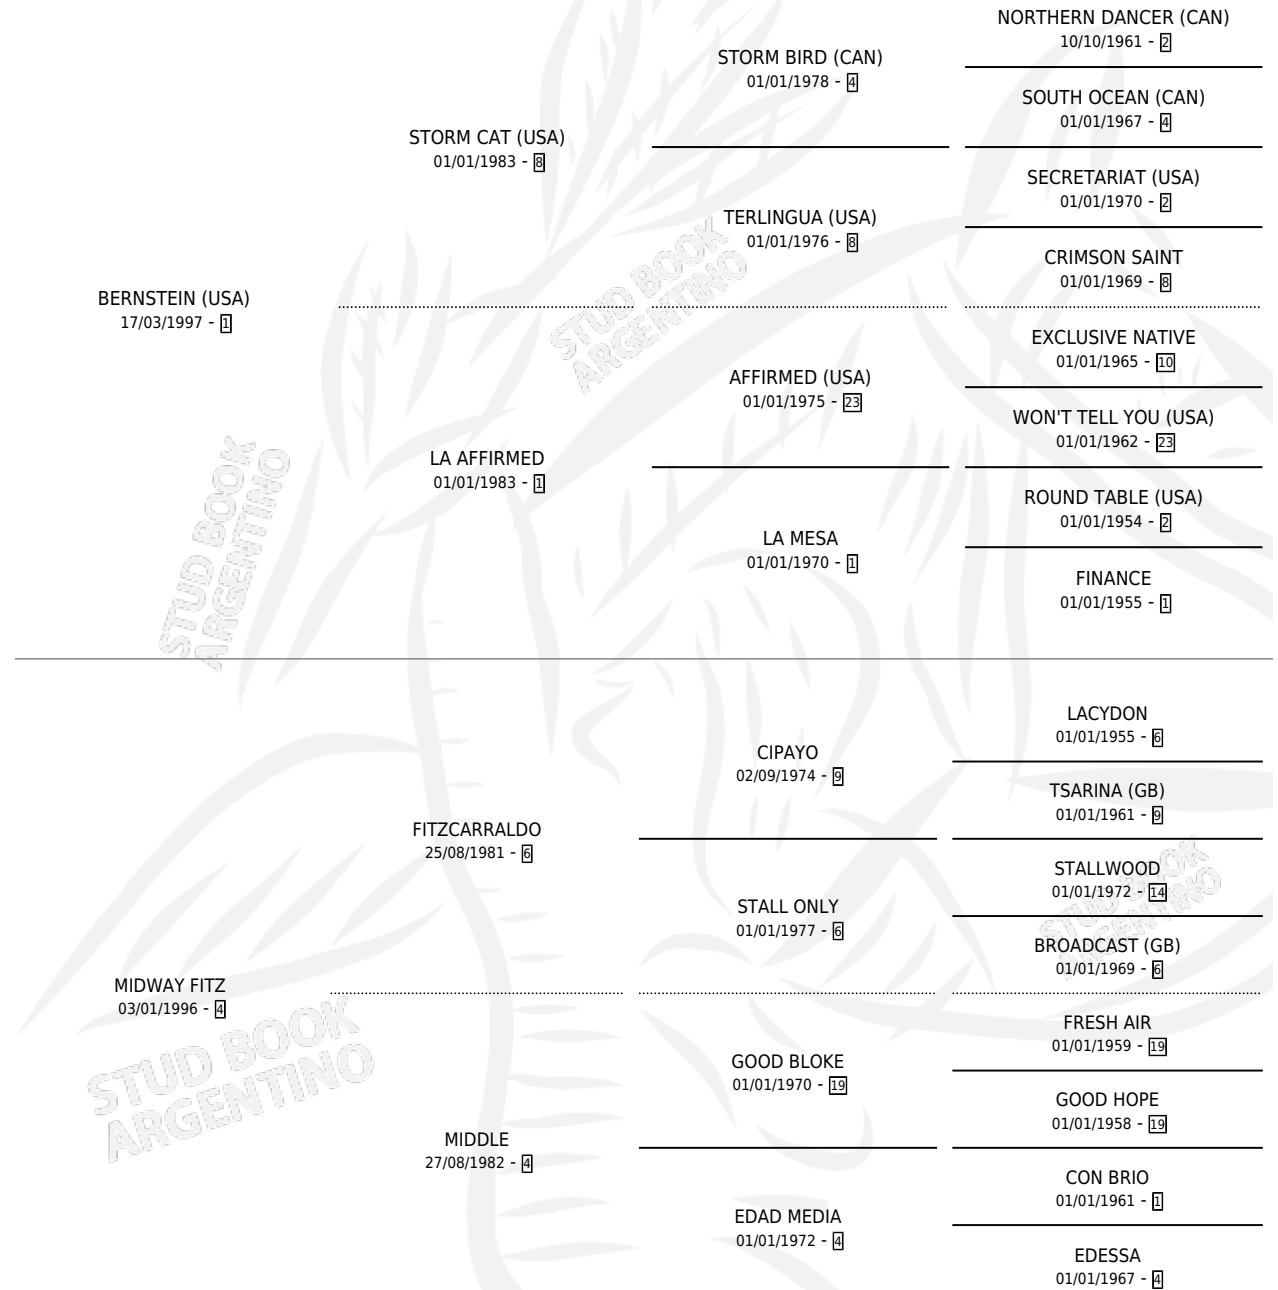 NORTHERN DANCER (CAN)
10/10/1961 - 2
STORM BIRD (CAN)
01/01/1978 - 4
SOUTH OCEAN (CAN)
01/01/1967 - 4
STORM CAT (USA)
01/01/1983 - 8
SECRETARIAT (USA)
01/01/1970 - 2
TERLINGUA (USA)
01/01/1976 - 8
CRIMSON SAINT
01/01/1969 - 8
BERNSTEIN (USA)
17/03/1997 - 1
STUD BOOK
ARGENTINO
EXCLUSIVE NATIVE
01/01/1965 - 10
AFFIRMED (USA)
01/01/1975 - 23
WON'T TELL YOU (USA)
01/01/1962 - 23
LA AFFIRMED
01/01/1983 - 1
ROUND TABLE (USA)
01/01/1954 - 2
LA MESA
01/01/1970 - 1
FINANCE
01/01/1955 - 1
STUD BOOK
ARGENTINO
LACYDON
01/01/1955 - 6
CIPAYO
02/09/1974 - 9
TSARINA (GB)
01/01/1961 - 9
FITZCARRALDO
25/08/1981 - 6
STALLWOOD
01/01/1972 - 14
STALL ONLY
01/01/1977 - 6
STUD BOOK
ARGENTINO
BROADCAST (GB)
01/01/1969 - 6
MIDWAY FITZ
03/01/1996 - 4
FRESH AIR
01/01/1959 - 19
GOOD BLOKE
01/01/1970 - 19
GOOD HOPE
01/01/1958 - 19
STUD BOOK
ARGENTINO
MIDDLE
27/08/1982 - 4
CON BRIO
01/01/1961 - 1
EDAD MEDIA
01/01/1972 - 4
EDESSA
01/01/1967 - 4